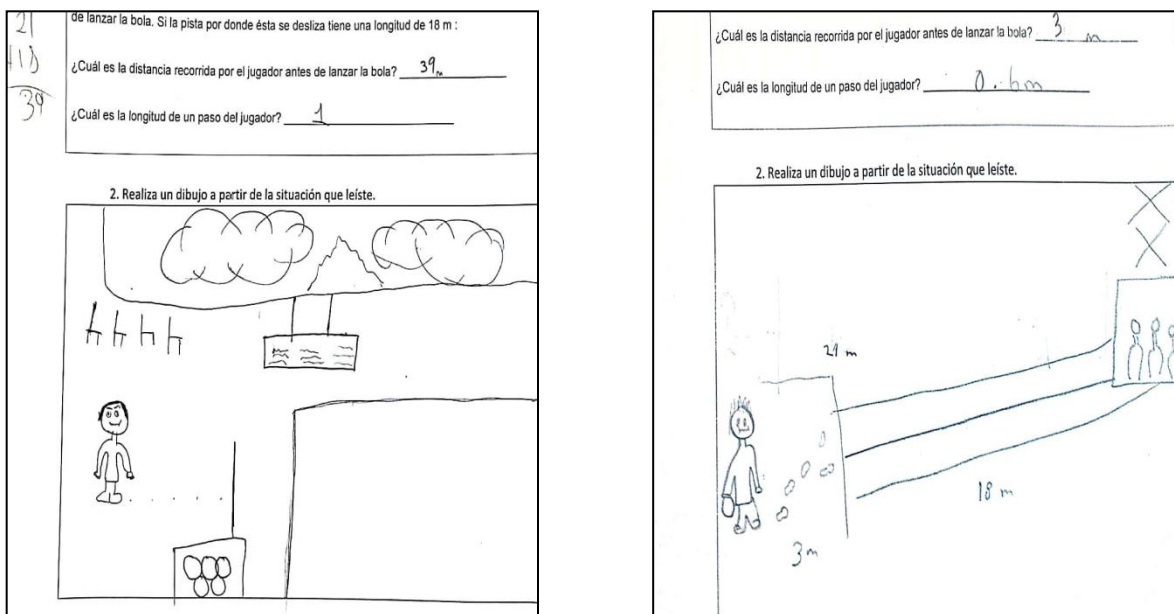 21
+18
39
de lanzar la bola. Si la pista por donde ésta se desliza tiene una longitud de 18 m :
¿Cuál es la distancia recorrida por el jugador antes de lanzar la bola? 39 m
¿Cuál es la longitud de un paso del jugador? 1
2. Realiza un dibujo a partir de la situación que leíste.
¿Cuál es la distancia recorrida por el jugador antes de lanzar la bola? 3 m
¿Cuál es la longitud de un paso del jugador? 0.6m
2. Realiza un dibujo a partir de la situación que leíste.
21 m
18 m
3m